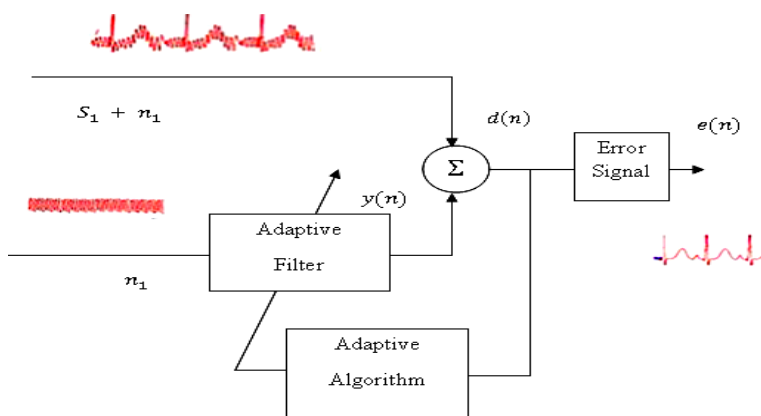 S₁ + n₁
d(n)
e(n)
Σ
Error
Signal
y(n)
Adaptive
Filter
n₁
Adaptive
Algorithm